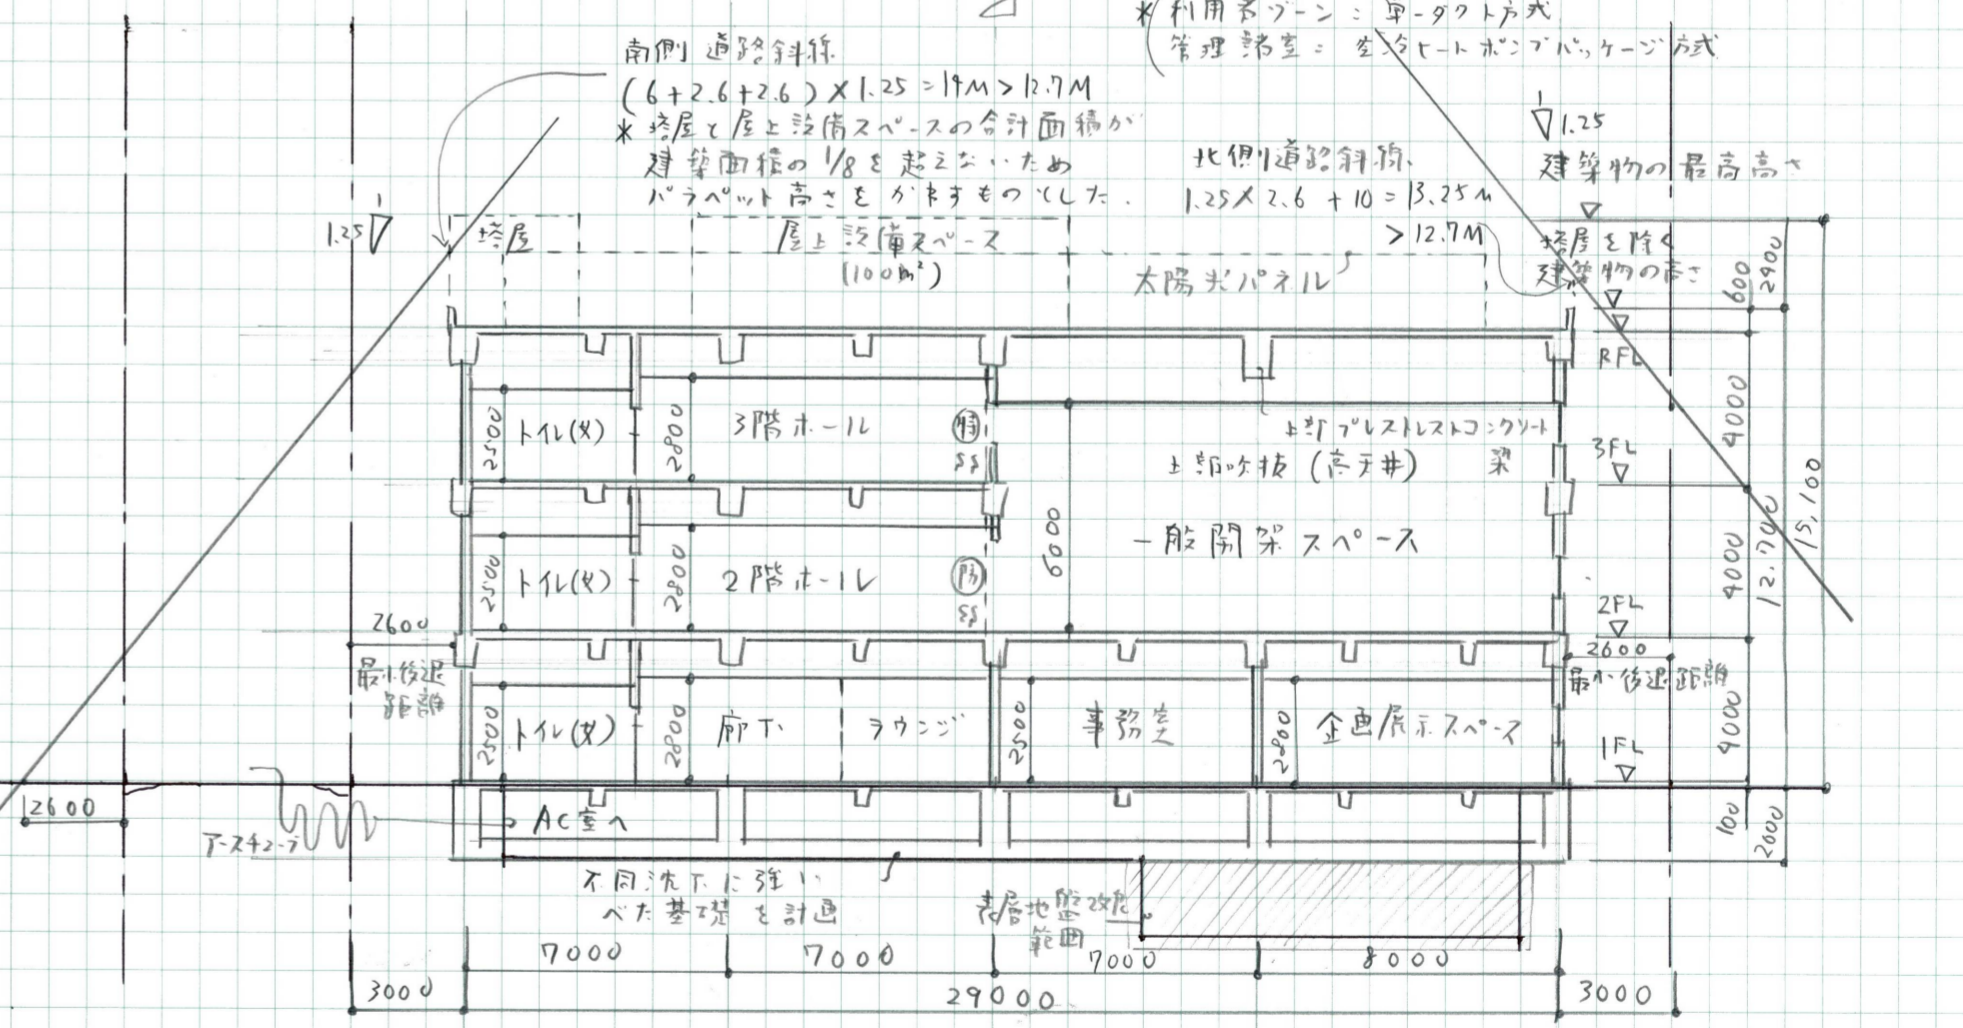 *利用者ゾーン:単一ダクト方式
管理諸室:空冷ヒートポンプパッケージ方式
南側道路斜線
(6+2.6+2.6)×1.25=14M>12.7M
*塔屋と屋上設備スペースの合計面積が
建築面積の1/8を超えないため
パラペット高さをかわすものとした.
北側道路斜線
1.25×2.6+10=13.25M
>12.7M
1
1.25
建築物の最高高さ
1
1.25
塔屋
屋上設備スペース
(100m²)
太陽光パネル
塔屋を除く
建築物の高さ
600
2900
RFL
トイレ(女)
2500
3階ホール
2800
特
SS
上部プレストレストコンクリート
梁
上部吹抜(高天井)
3FL
4000
トイレ(女)
2500
2階ホール
2800
防
SS
6000
一般開架スペース
2FL
4000
12.700
15,100
2600
最小後退
距離
2600
最小後退距離
トイレ(女)
2500
2800
廊下
ラウンジ
2500
事務室
2800
企画展示スペース
1FL
4000
12600
アースチューブ
AC室へ
100
2000
不同沈下に強い
べた基礎を計画
表層地盤改良
範囲
7000
7000
7000
8000
3000
29000
3000